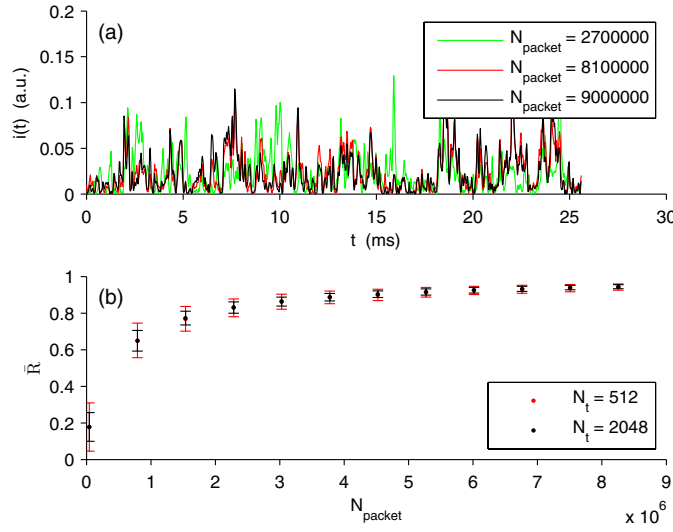 (a)
i(t) (a.u.)
0.2
0.15
0.1
0.05
0
N_packet = 2700000
N_packet = 8100000
N_packet = 9000000
0 5 10 15 20 25 30
t (ms)
(b)
R̄
1
0.8
0.6
0.4
0.2
0
N_t = 512
N_t = 2048
0 1 2 3 4 5 6 7 8 9
N_packet
x 10^6